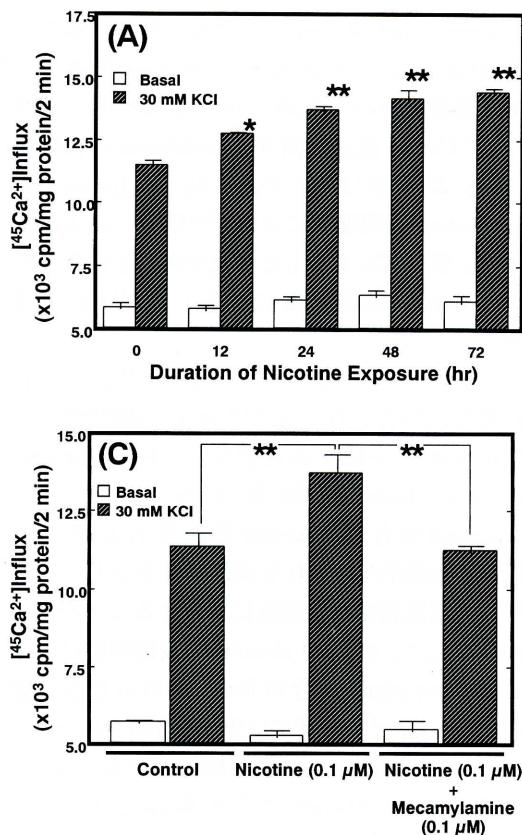 (A)
17.5
15.0
12.5
10.0
7.5
5.0
[⁴⁵Ca²⁺]Influx
(x10³ cpm/mg protein/2 min)
Basal
30 mM KCl
*
**
**
**
0 12 24 48 72
Duration of Nicotine Exposure (hr)
(C)
15.0
12.5
10.0
7.5
5.0
[⁴⁵Ca²⁺]Influx
(x10³ cpm/mg protein/2 min)
Basal
30 mM KCl
** **
Control Nicotine (0.1 µM) Nicotine (0.1 µM)
+
Mecamylamine
(0.1 µM)